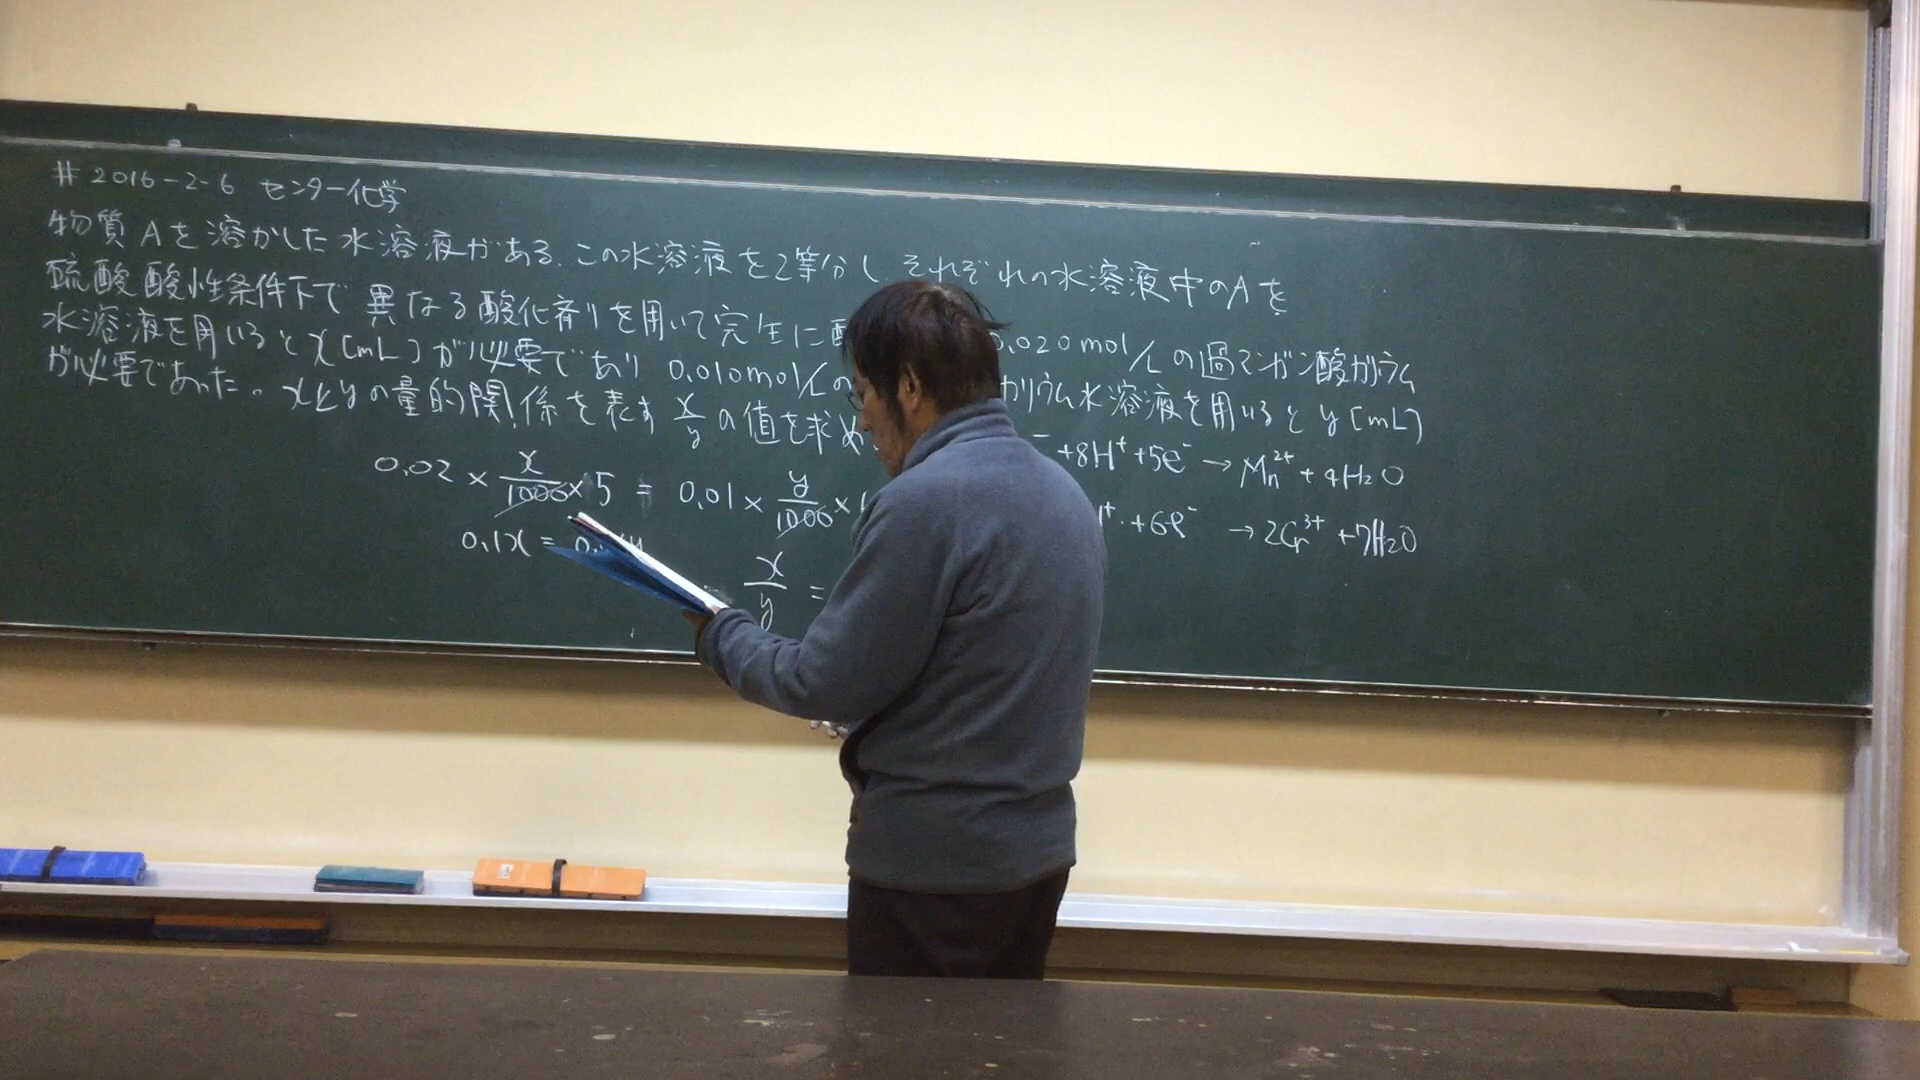 # 2016-2-6 センター化学
物質Aを溶かした水溶液がある.この水溶液を2等分し、それぞれの水溶液中のAを
硫酸酸性条件下で異なる酸化剤を用いて完全に 0.020mol/Lの過マンガン酸カリウム
水溶液を用いるとx[mL]が必要であり 0.010mol/Lの カリウム水溶液を用いるとy[mL]
が必要であった。xとyの量的関係を表す x/y の値を求め
+8H⁺+5e⁻→Mn²⁺+4H₂O
0.02 × x/1000 × 5 = 0.01 × y/1000 ×
+6e⁻ →2Cr³⁺+7H₂O
0.1x = 0.
x/y =